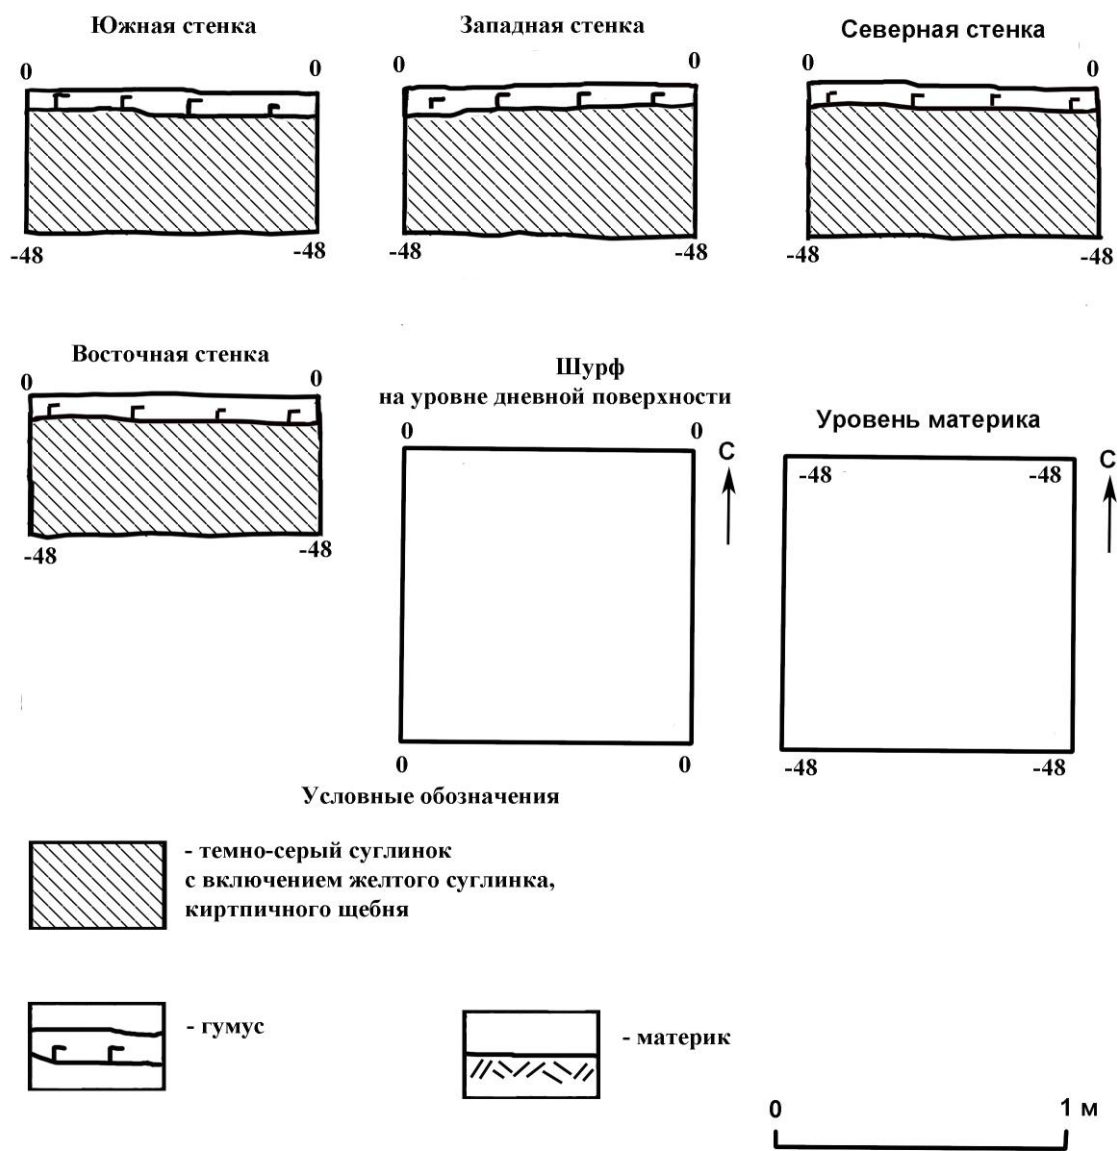 Южная стенка
Западная стенка
Северная стенка
0
0
0
0
0
0
-48
-48
-48
-48
-48
-48
Восточная стенка
0
0
-48
-48
Шурф
на уровне дневной поверхности
0
0
С
0
0
Уровень материка
С
-48
-48
-48
-48
Условные обозначения
- темно-серый суглинок
с включением желтого суглинка,
киртпичного щебня
- гумус
- материк
0
1 м